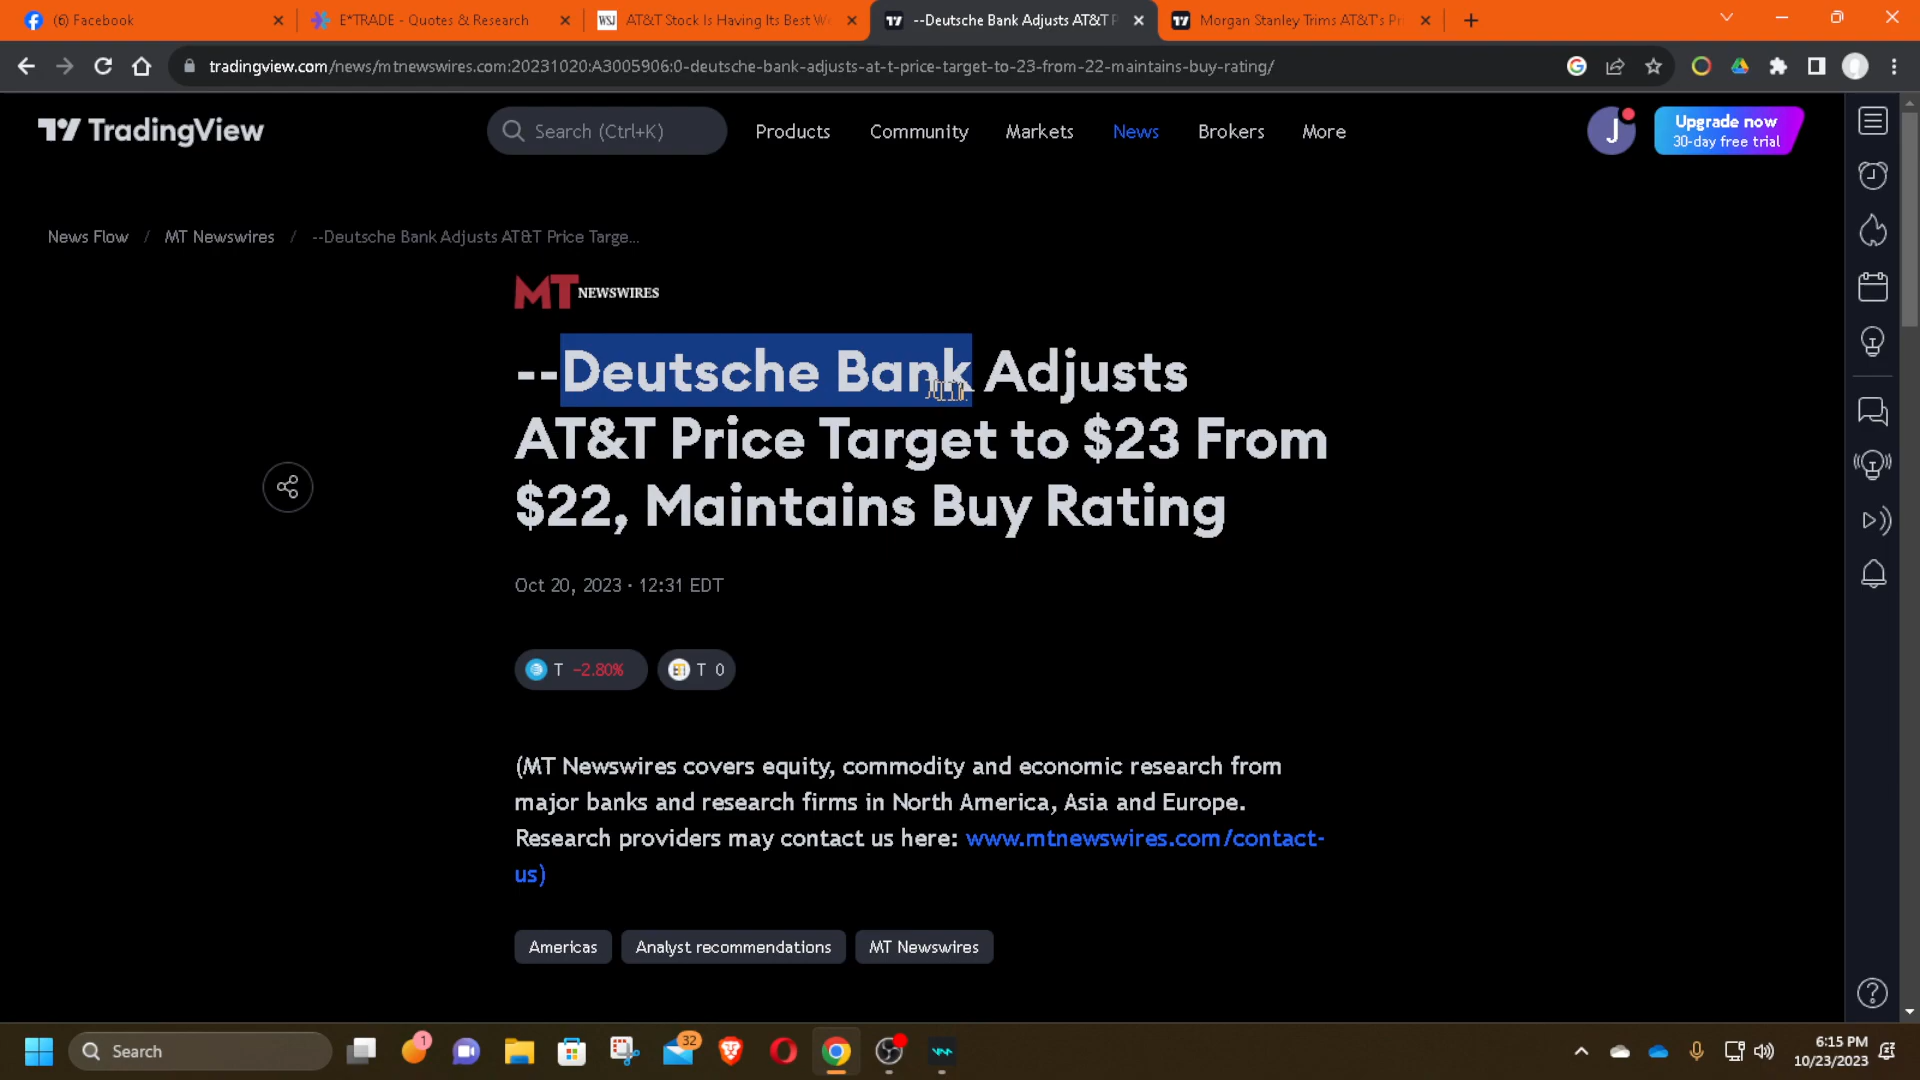 (6) Facebook
E*TRADE - Quotes & Research
WSJ
AT&T Stock Is Having Its Best W
--Deutsche Bank Adjusts AT&T P
Morgan Stanley Trims AT&T's Pri
tradingview.com/news/mtnewswires.com:20231020:A3005906:0-deutsche-bank-adjusts-at-t-price-target-to-23-from-22-maintains-buy-rating/
TradingView
Search (Ctrl+K)
Products
Community
Markets
News
Brokers
More
J
Upgrade now
30-day free trial
News Flow / MT Newswires / --Deutsche Bank Adjusts AT&T Price Targe...
MT NEWSWIRES
--Deutsche Bank Adjusts
AT&T Price Target to $23 From
$22, Maintains Buy Rating
Oct 20, 2023 · 12:31 EDT
T −2.80%
T 0
(MT Newswires covers equity, commodity and economic research from
major banks and research firms in North America, Asia and Europe.
Research providers may contact us here: www.mtnewswires.com/contact-
us)
Americas
Analyst recommendations
MT Newswires
Search
1
32
6:15 PM
10/23/2023